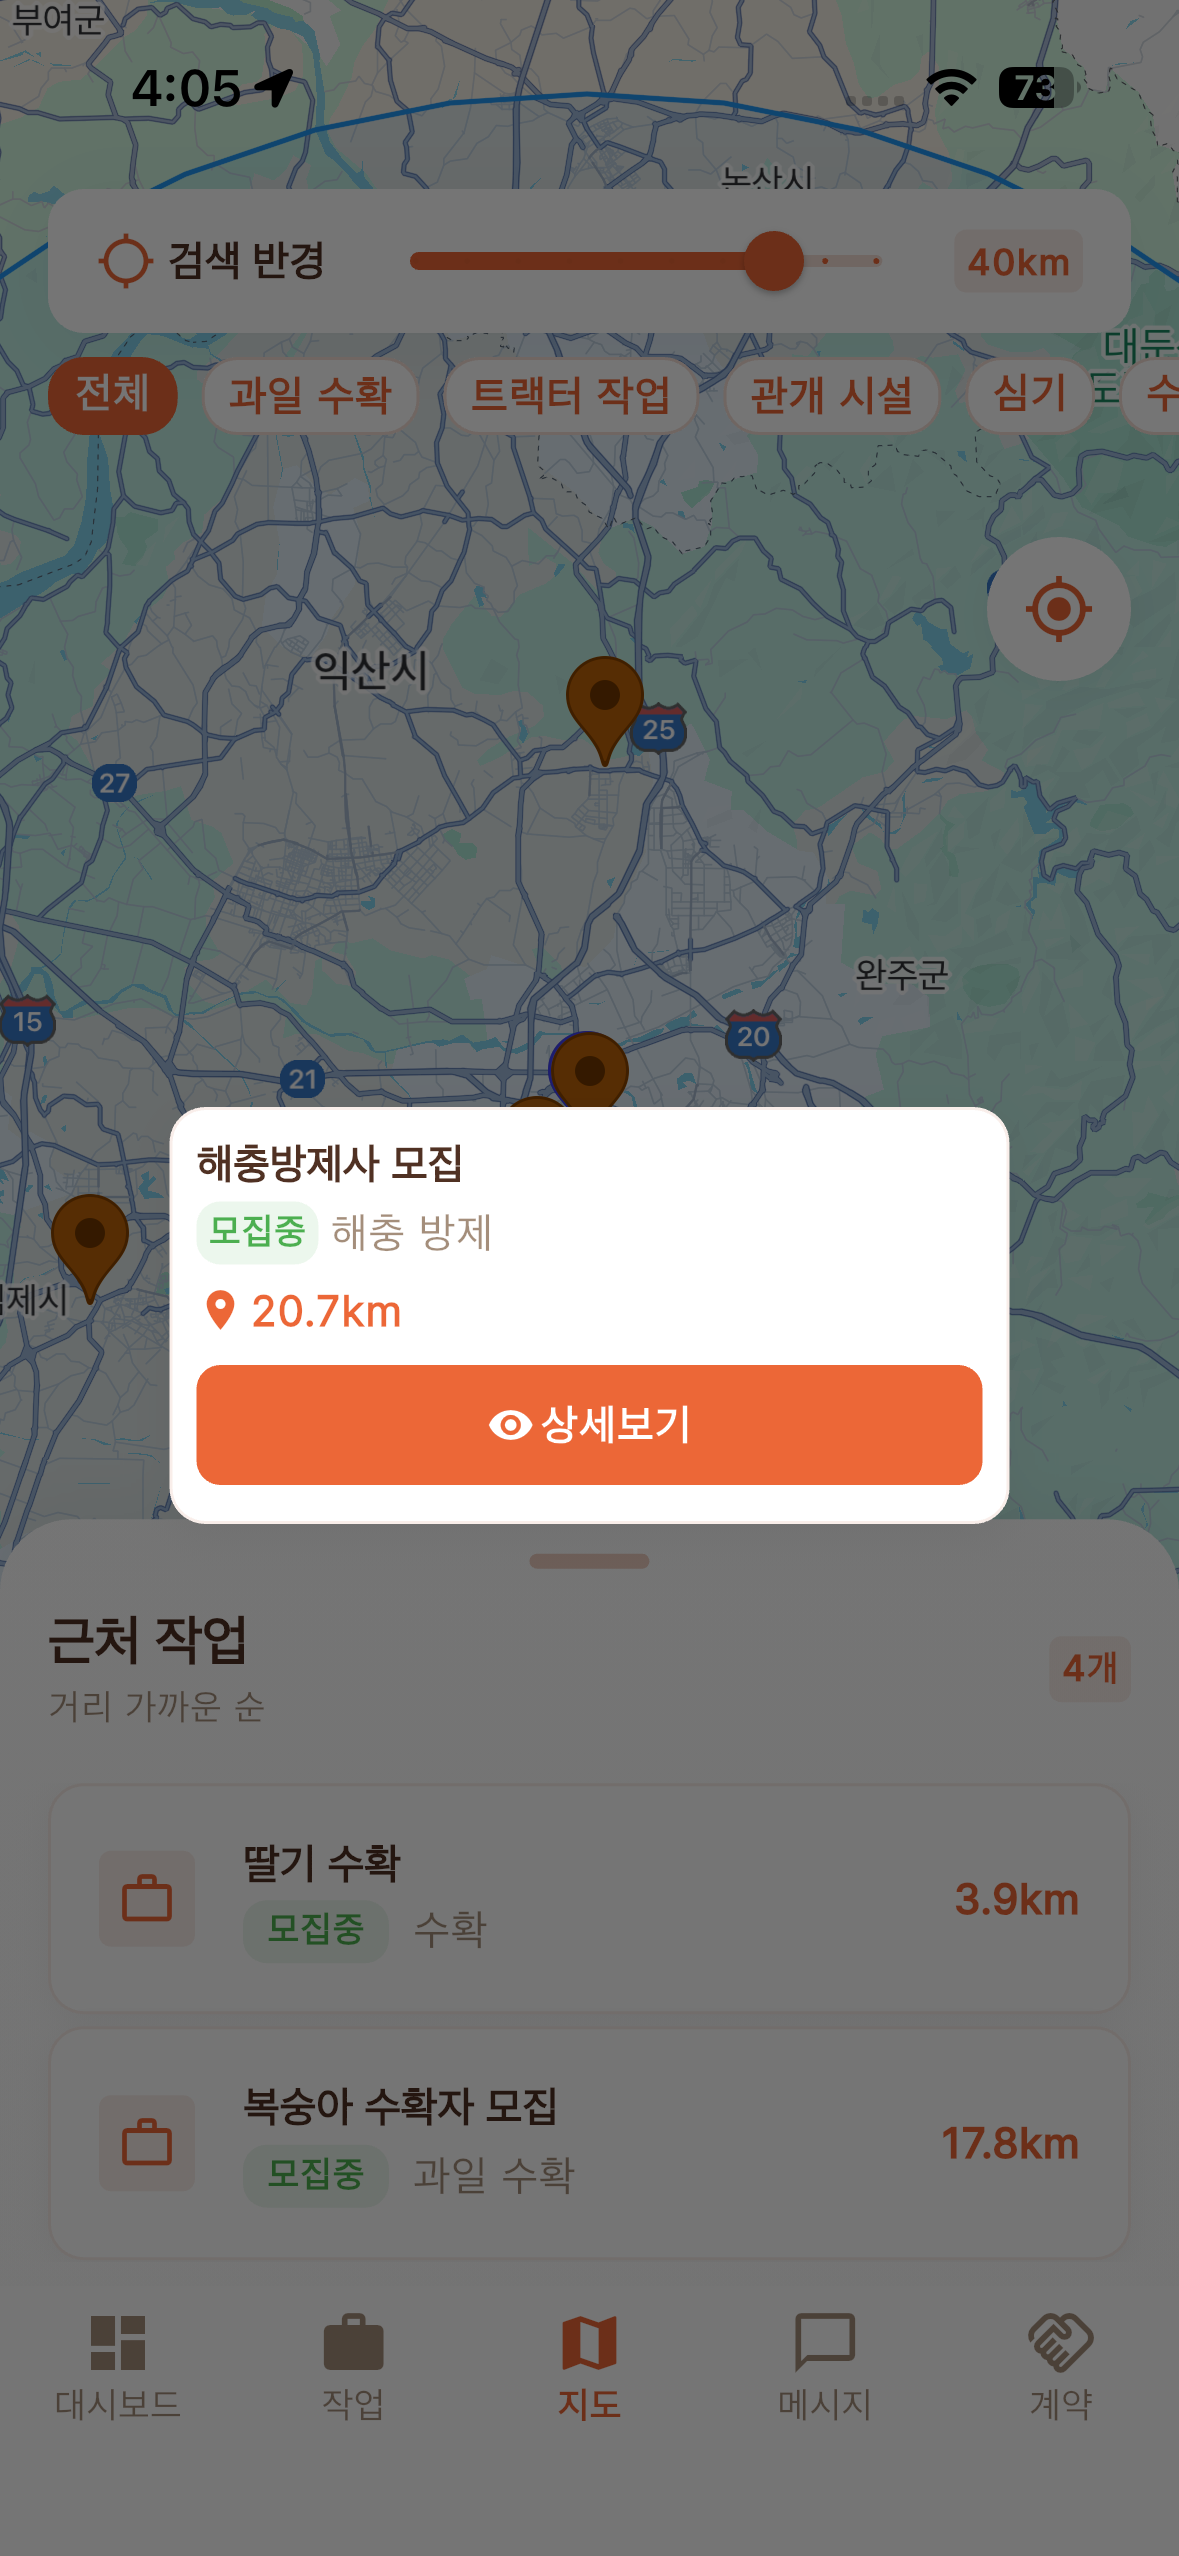 부여군
4:05
73
논산시
검색 반경
40km
대둔
도
전체
과일 수확
트랙터 작업
관개 시설
심기
수
익산시
25
27
완주군
15
20
21
해충방제사 모집
모집중 해충 방제
20.7km
제시
상세보기
근처 작업
4개
거리 가까운 순
딸기 수확
모집중 수확
3.9km
복숭아 수확자 모집
모집중 과일 수확
17.8km
대시보드
작업
지도
메시지
계약